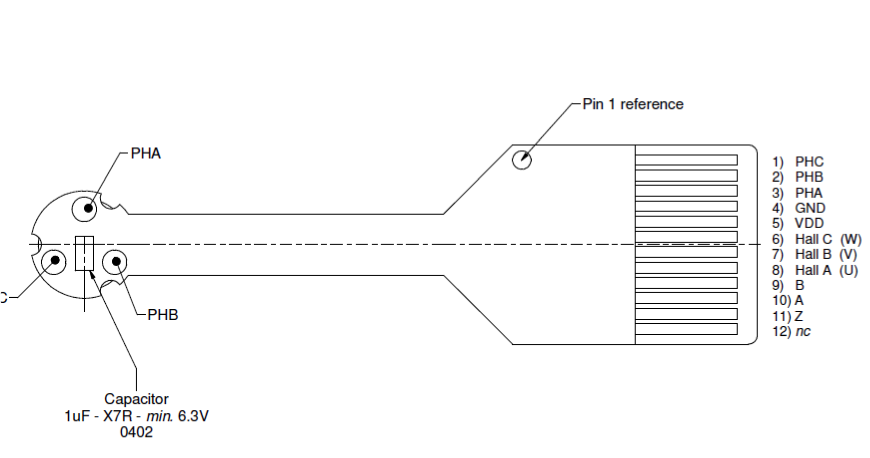 Pin 1 reference
PHA
1) PHC
2) PHB
3) PHA
4) GND
5) VDD
6) Hall C (W)
7) Hall B (V)
8) Hall A (U)
9) B
10) A
11) Z
12) nc
C
PHB
Capacitor
1uF - X7R - min. 6.3V
0402